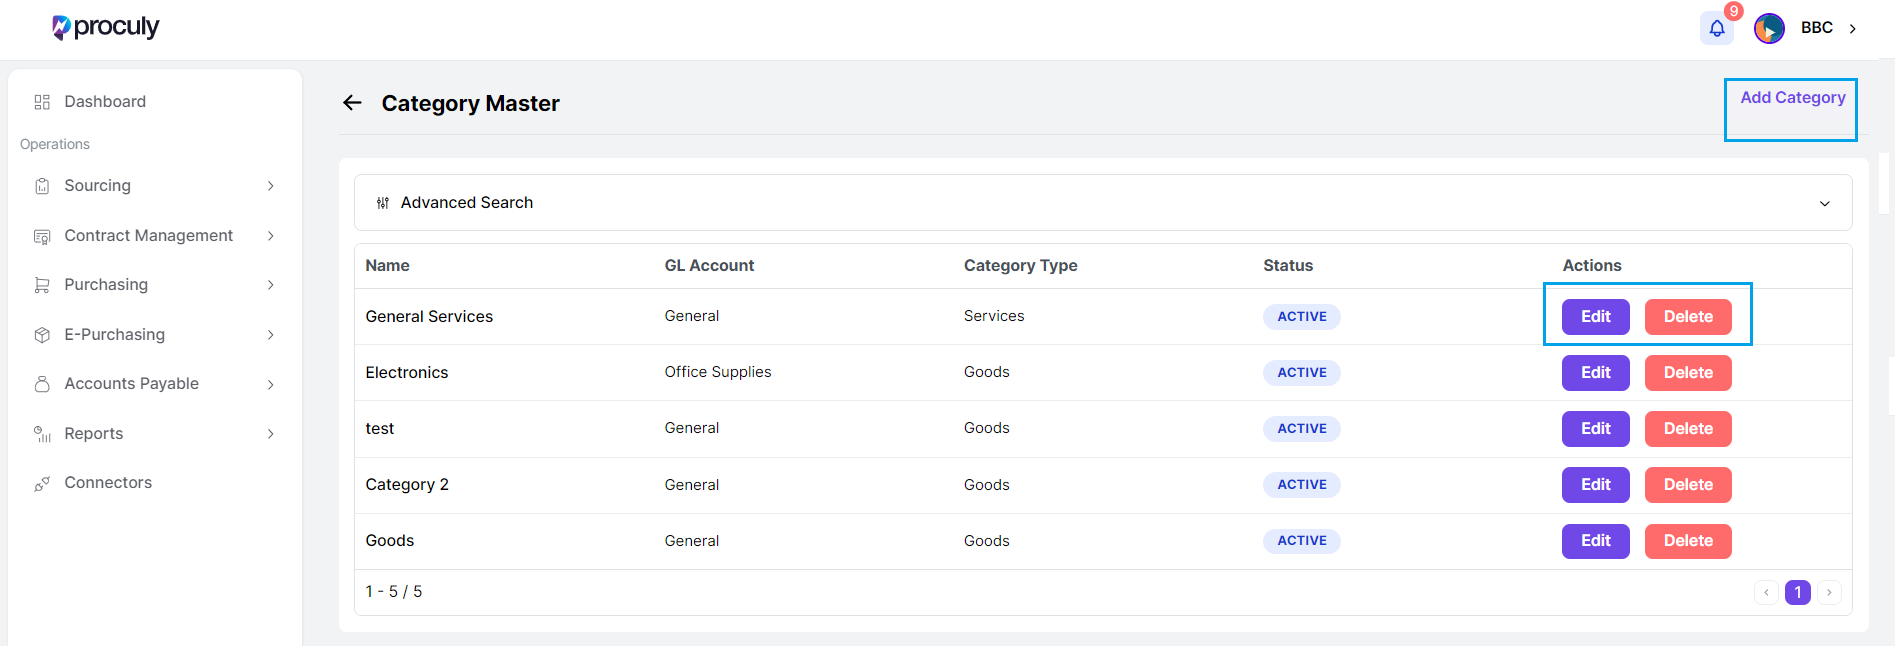 proculy
9
BBC
Dashboard
Operations
Sourcing
Contract Management
Purchasing
E-Purchasing
Accounts Payable
Reports
Connectors
Category Master
Add Category
Advanced Search
Name GL Account Category Type Status Actions
General Services General Services ACTIVE Edit Delete
Electronics Office Supplies Goods ACTIVE Edit Delete
test General Goods ACTIVE Edit Delete
Category 2 General Goods ACTIVE Edit Delete
Goods General Goods ACTIVE Edit Delete
1 - 5 / 5
1